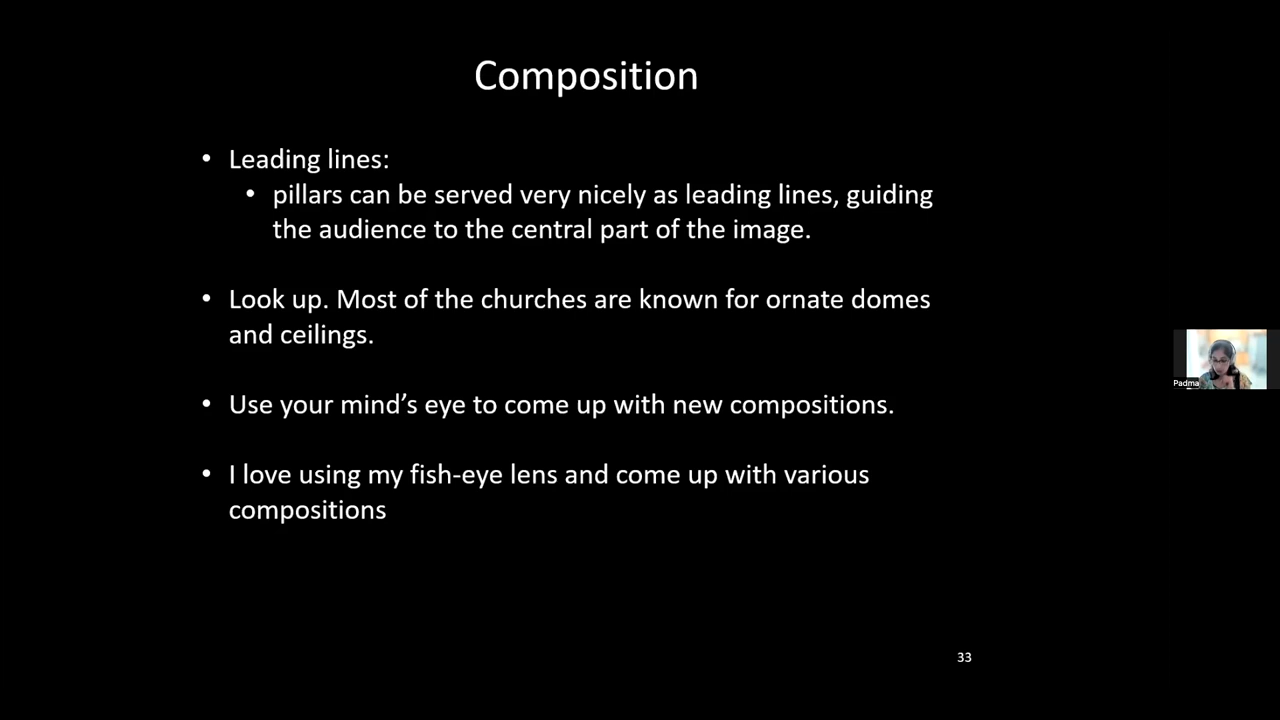 Composition
• Leading lines:
• pillars can be served very nicely as leading lines, guiding
the audience to the central part of the image.
• Look up. Most of the churches are known for ornate domes
and ceilings.
• Use your mind’s eye to come up with new compositions.
• I love using my fish-eye lens and come up with various
compositions
Padma
33